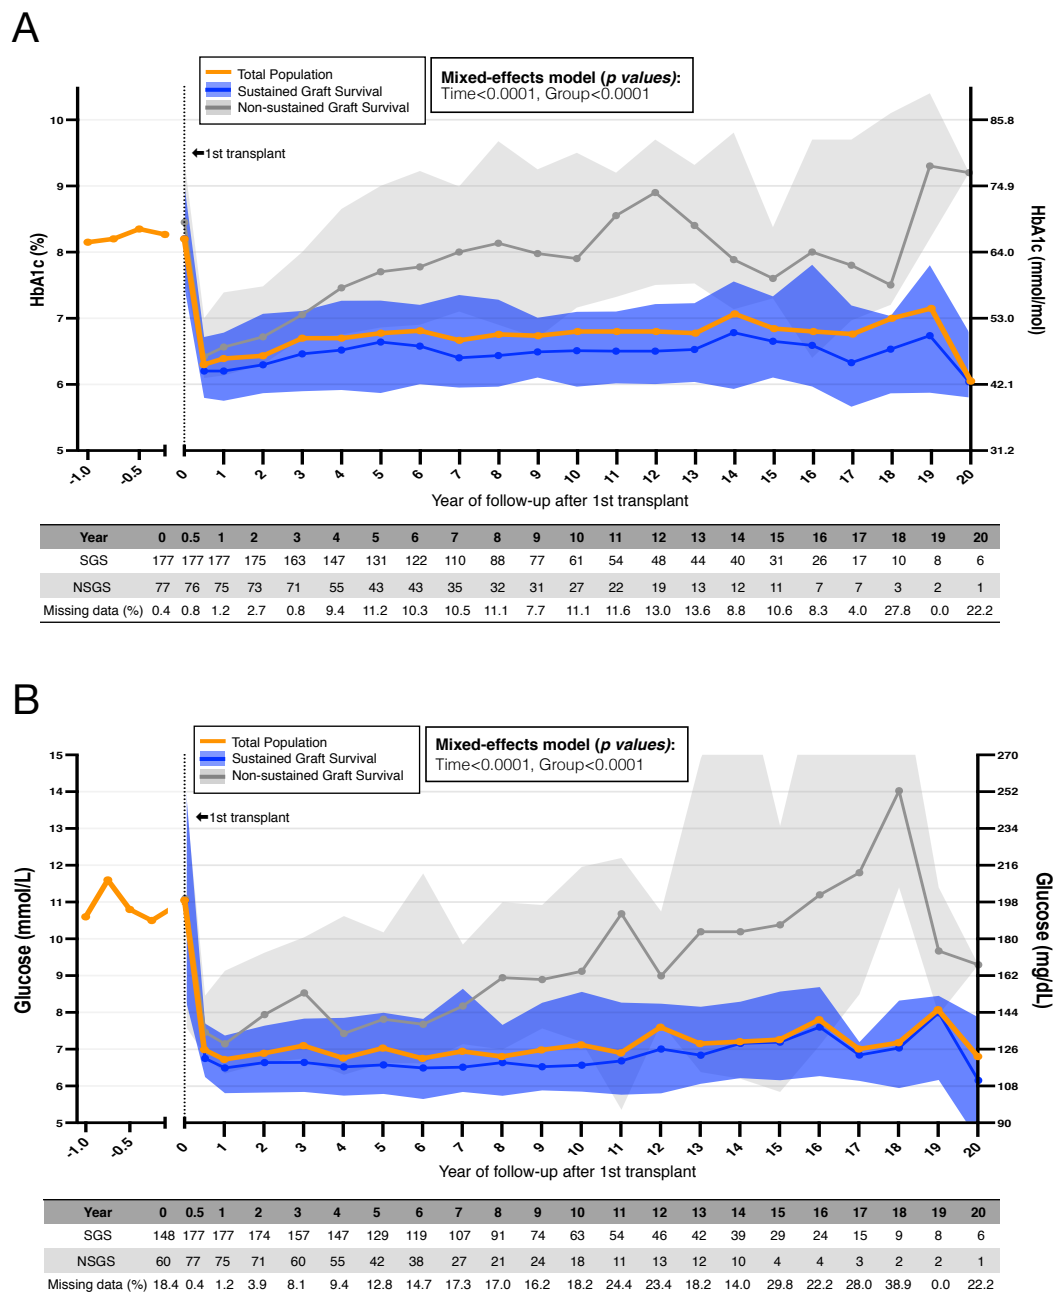 A
Total Population
Sustained Graft Survival
Non-sustained Graft Survival
Mixed-effects model (p values):
Time<0.0001, Group<0.0001
1st transplant
HbA1c (%)
10
9
8
7
6
5
HbA1c (mmol/mol)
85.8
74.9
64.0
53.0
42.1
31.2
-1.0 -0.5 0 1 2 3 4 5 6 7 8 9 10 11 12 13 14 15 16 17 18 19 20
Year of follow-up after 1st transplant
Year 0 0.5 1 2 3 4 5 6 7 8 9 10 11 12 13 14 15 16 17 18 19 20
SGS 177 177 177 175 163 147 131 122 110 88 77 61 54 48 44 40 31 26 17 10 8 6
NSGS 77 76 75 73 71 55 43 43 35 32 31 27 22 19 13 12 11 7 7 3 2 1
Missing data (%) 0.4 0.8 1.2 2.7 0.8 9.4 11.2 10.3 10.5 11.1 7.7 11.1 11.6 13.0 13.6 8.8 10.6 8.3 4.0 27.8 0.0 22.2
B
Total Population
Sustained Graft Survival
Non-sustained Graft Survival
Mixed-effects model (p values):
Time<0.0001, Group<0.0001
1st transplant
Glucose (mmol/L)
15
14
13
12
11
10
9
8
7
6
5
Glucose (mg/dL)
270
252
234
216
198
180
162
144
126
108
90
-1.0 -0.5 0 1 2 3 4 5 6 7 8 9 10 11 12 13 14 15 16 17 18 19 20
Year of follow-up after 1st transplant
Year 0 0.5 1 2 3 4 5 6 7 8 9 10 11 12 13 14 15 16 17 18 19 20
SGS 148 177 177 174 157 147 129 119 107 91 74 63 54 46 42 39 29 24 15 9 8 6
NSGS 60 77 75 71 60 55 42 38 27 21 24 18 11 13 12 10 4 4 3 2 2 1
Missing data (%) 18.4 0.4 1.2 3.9 8.1 9.4 12.8 14.7 17.3 17.0 16.2 18.2 24.4 23.4 18.2 14.0 29.8 22.2 28.0 38.9 0.0 22.2